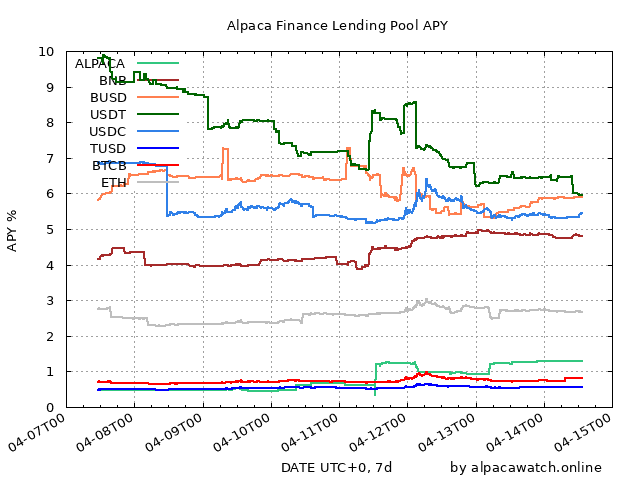 Alpaca Finance Lending Pool APY
10
9
8
7
6
5
4
3
2
1
0
APY %
ALPACA
BNB
BUSD
USDT
USDC
TUSD
BTCB
ETH
04-07T00
04-08T00
04-09T00
04-10T00
04-11T00
04-12T00
04-13T00
04-14T00
04-15T00
DATE UTC+0, 7d
by alpacawatch.online